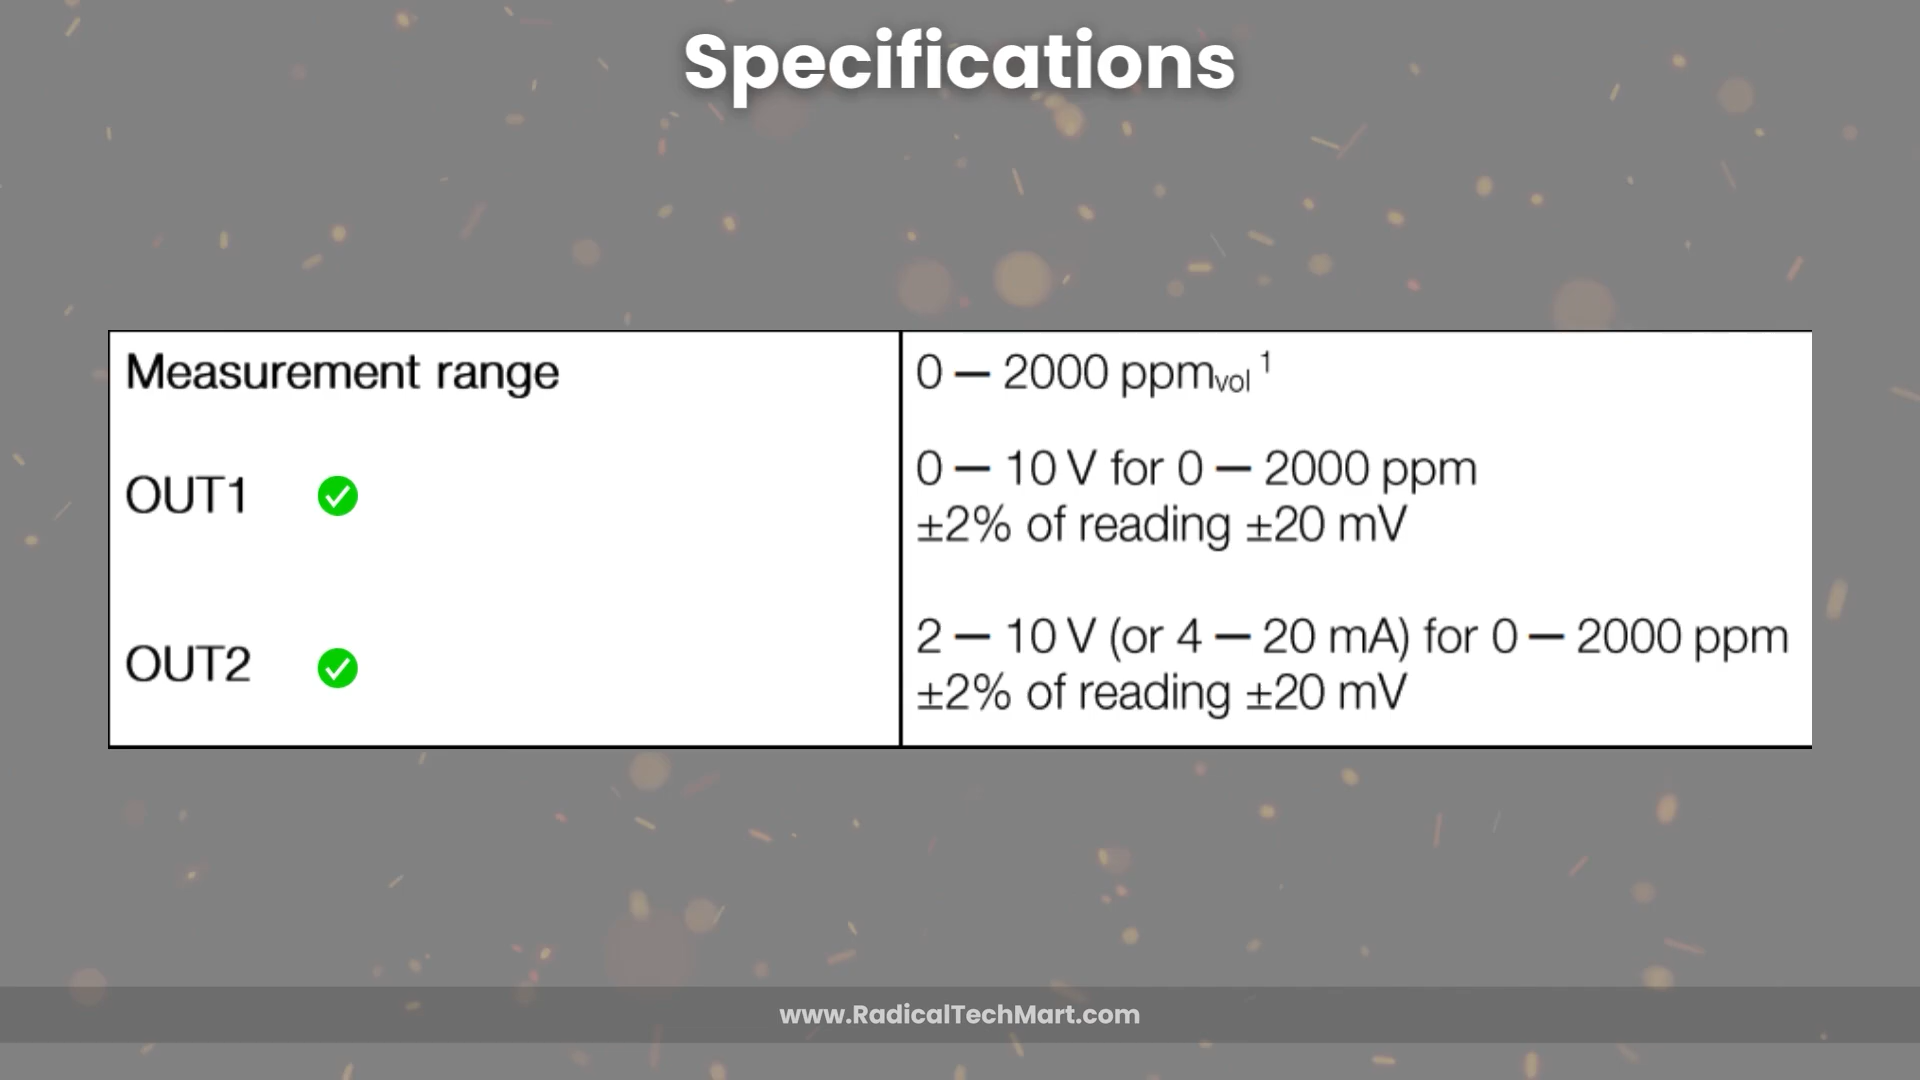 Specifications
Measurement range
0 – 2000 ppmvol 1
OUT1
0 – 10 V for 0 – 2000 ppm
±2% of reading ±20 mV
OUT2
2 – 10 V (or 4 – 20 mA) for 0 – 2000 ppm
±2% of reading ±20 mV
www.RadicalTechMart.com